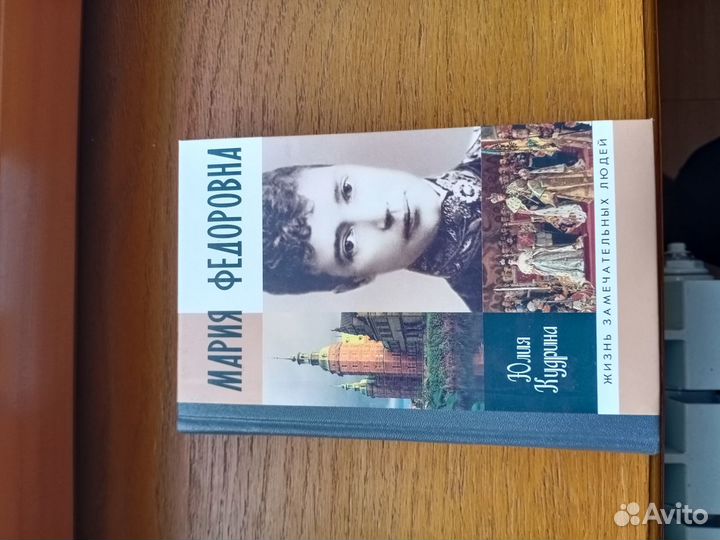 МАРИЯ ФЕДОРОВНА
Юлия
Кудрина
ЖИЗНЬ ЗАМЕЧАТЕЛЬНЫХ ЛЮДЕЙ
Avito